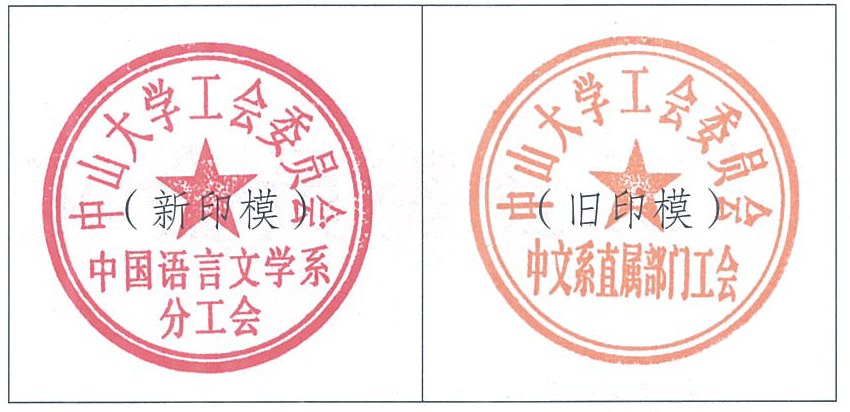 中山大学工会委员会
（新印模）
中国语言文学系
分工会
中山大学工会委员会
（旧印模）
中文系直属部门工会